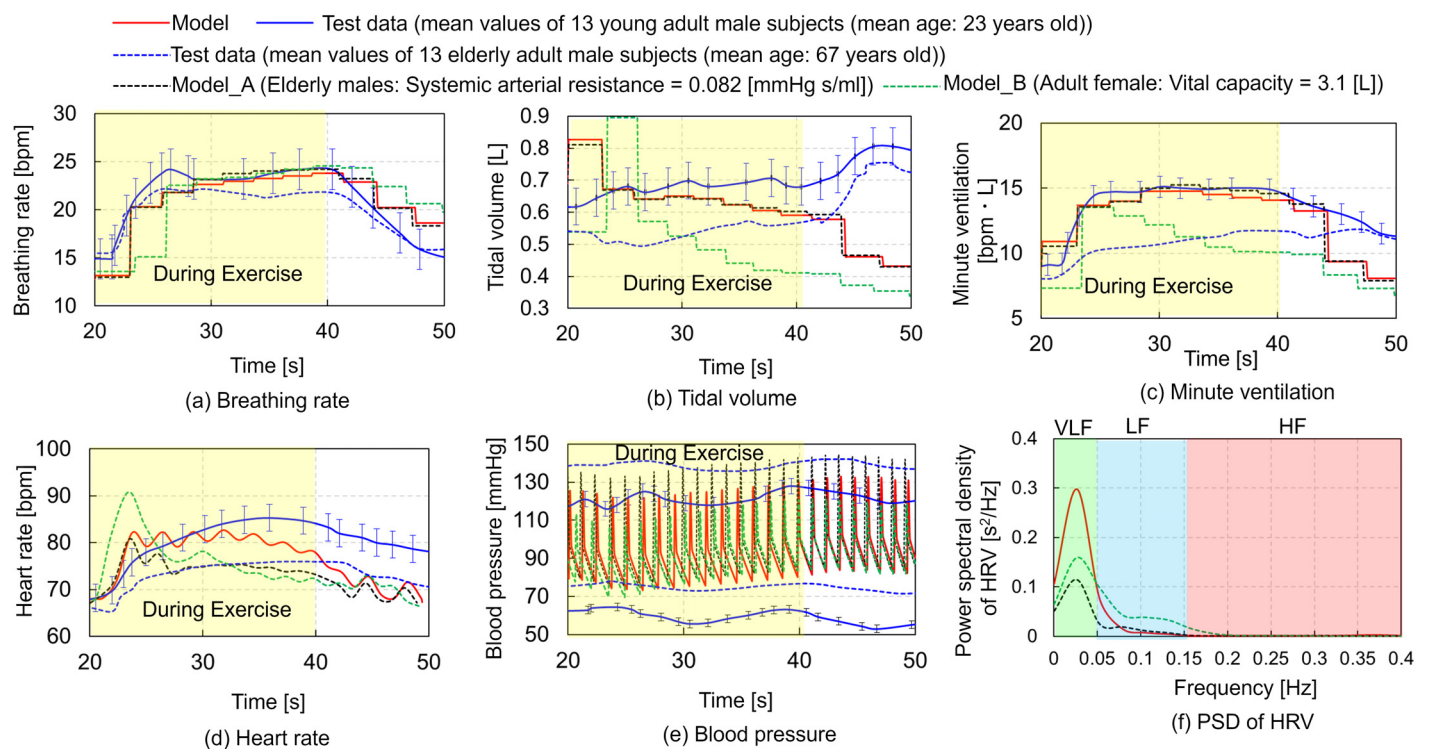 Model Test data (mean values of 13 young adult male subjects (mean age: 23 years old))
Test data (mean values of 13 elderly adult male subjects (mean age: 67 years old))
Model_A (Elderly males: Systemic arterial resistance = 0.082 [mmHg s/ml]) Model_B (Adult female: Vital capacity = 3.1 [L])
Breathing rate [bpm]
30
25
20
15
10
During Exercise
20 30 40 50
Time [s]
(a) Breathing rate
Tidal volume [L]
0.9
0.8
0.7
0.6
0.5
0.4
0.3
During Exercise
20 30 40 50
Time [s]
(b) Tidal volume
Minute ventilation
[bpm・L]
20
15
10
5
During Exercise
20 30 40 50
Time [s]
(c) Minute ventilation
Heart rate [bpm]
100
90
80
70
60
During Exercise
20 30 40 50
Time [s]
(d) Heart rate
Blood pressure [mmHg]
150
130
110
90
70
50
During Exercise
20 30 40 50
Time [s]
(e) Blood pressure
Power spectral density
of HRV [s²/Hz]
VLF LF HF
0.4
0.3
0.2
0.1
0
0 0.05 0.1 0.15 0.2 0.25 0.3 0.35 0.4
Frequency [Hz]
(f) PSD of HRV